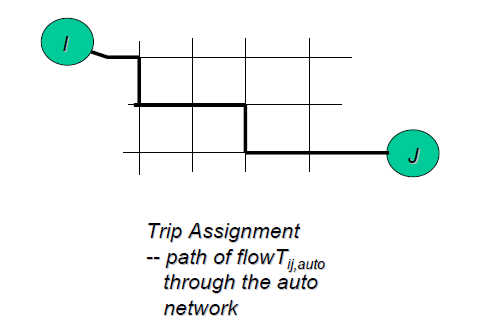 I
J
Trip Assignment
-- path of flowTij,auto
through the auto
network